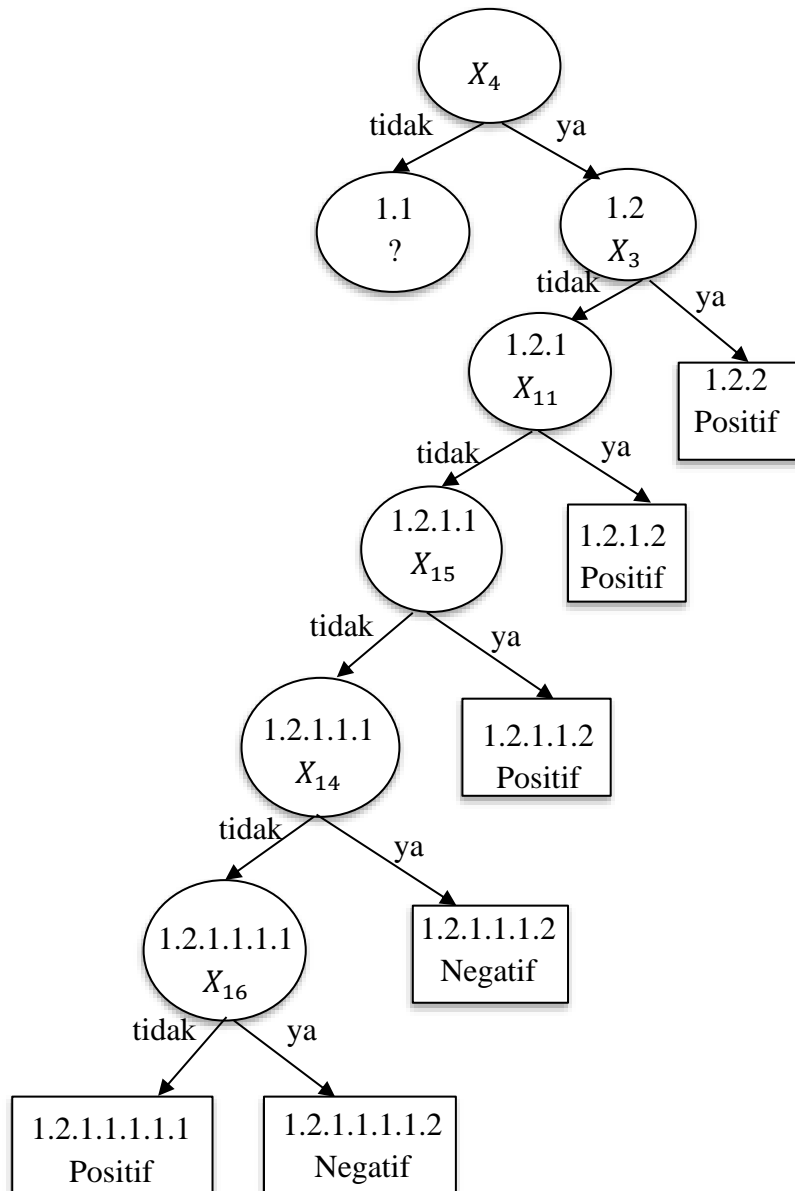 X₄
tidak
ya
1.1
?
1.2
X₃
tidak
ya
1.2.1
X₁₁
1.2.2
Positif
tidak
ya
1.2.1.1
X₁₅
1.2.1.2
Positif
tidak
ya
1.2.1.1.1
X₁₄
1.2.1.1.2
Positif
tidak
ya
1.2.1.1.1.1
X₁₆
1.2.1.1.1.2
Negatif
tidak
ya
1.2.1.1.1.1.1
Positif
1.2.1.1.1.1.2
Negatif